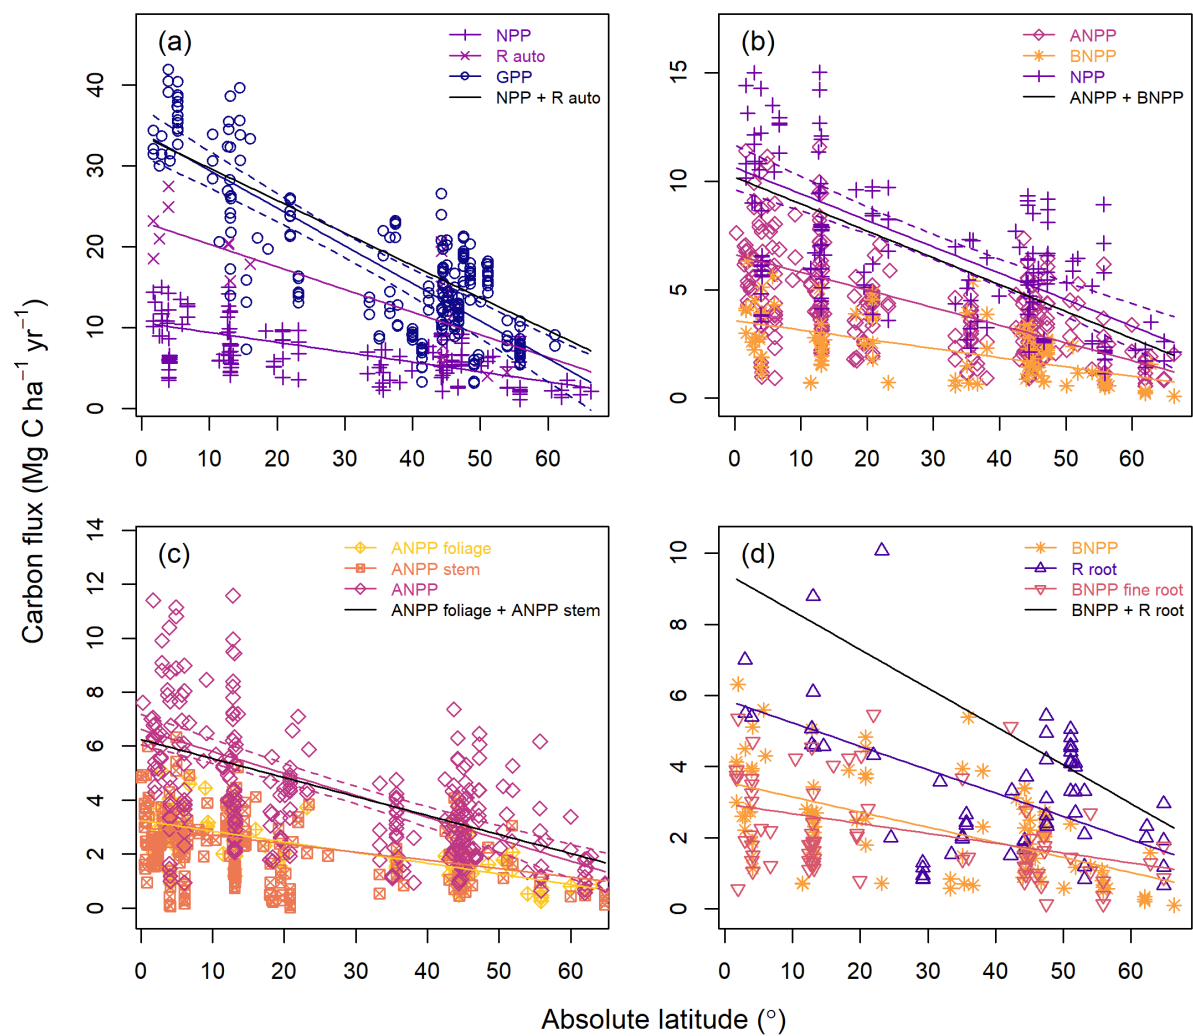 (a)
NPP
R auto
GPP
NPP + R auto
0 10 20 30 40
0 10 20 30 40 50 60
(b)
ANPP
BNPP
NPP
ANPP + BNPP
0 5 10 15
0 10 20 30 40 50 60
Carbon flux (Mg C ha⁻¹ yr⁻¹)
(c)
ANPP foliage
ANPP stem
ANPP
ANPP foliage + ANPP stem
0 2 4 6 8 10 12 14
0 10 20 30 40 50 60
(d)
BNPP
R root
BNPP fine root
BNPP + R root
0 2 4 6 8 10
0 10 20 30 40 50 60
Absolute latitude (°)